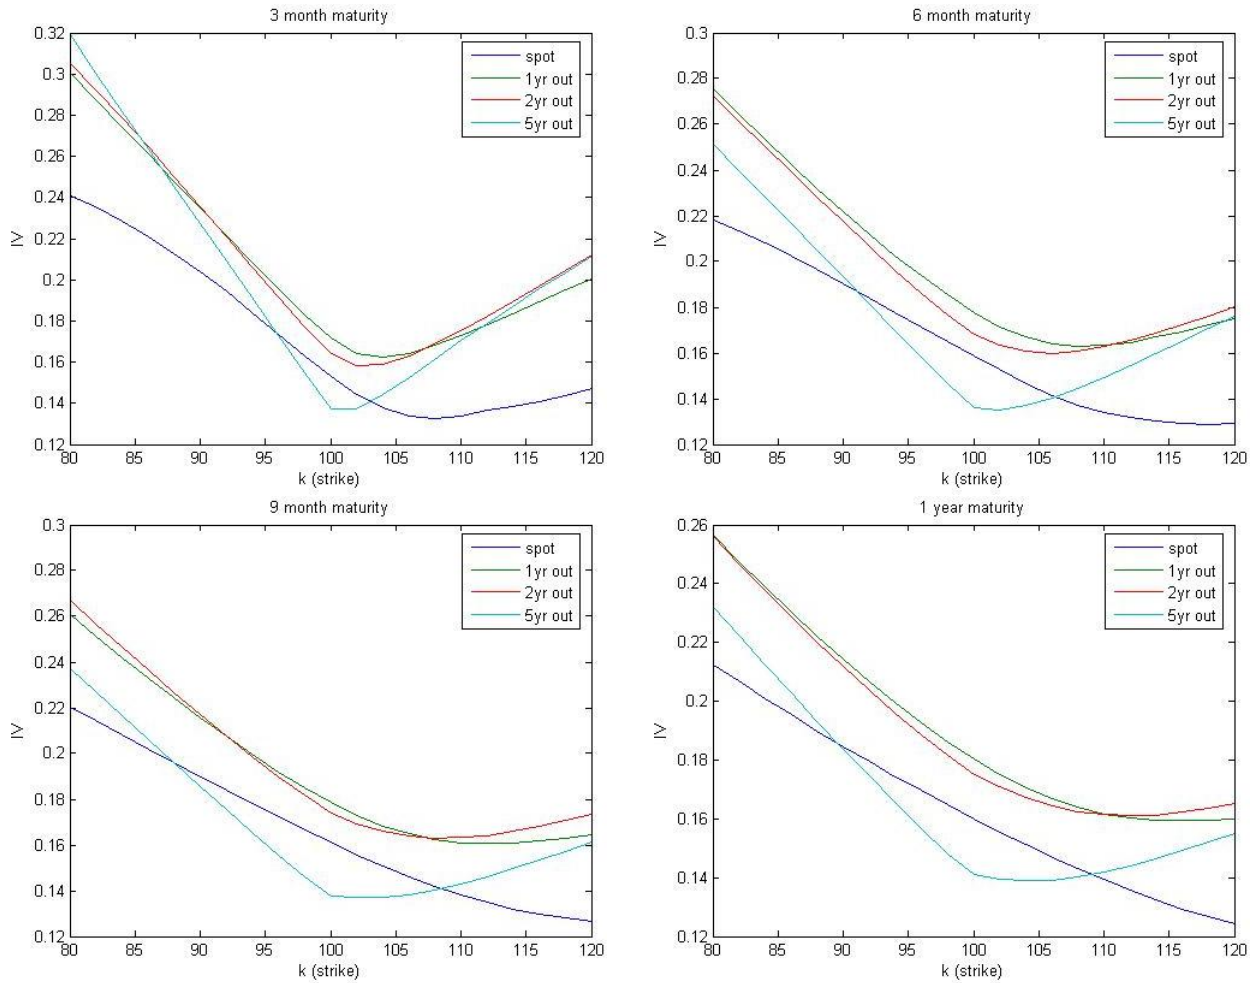 3 month maturity
0.32
0.3
0.28
0.26
0.24
0.22
0.2
0.18
0.16
0.14
0.12
IV
80 85 90 95 100 105 110 115 120
k (strike)
spot
1yr out
2yr out
5yr out
6 month maturity
0.3
0.28
0.26
0.24
0.22
0.2
0.18
0.16
0.14
0.12
IV
80 85 90 95 100 105 110 115 120
k (strike)
spot
1yr out
2yr out
5yr out
9 month maturity
0.3
0.28
0.26
0.24
0.22
0.2
0.18
0.16
0.14
0.12
IV
80 85 90 95 100 105 110 115 120
k (strike)
spot
1yr out
2yr out
5yr out
1 year maturity
0.26
0.24
0.22
0.2
0.18
0.16
0.14
0.12
IV
80 85 90 95 100 105 110 115 120
k (strike)
spot
1yr out
2yr out
5yr out